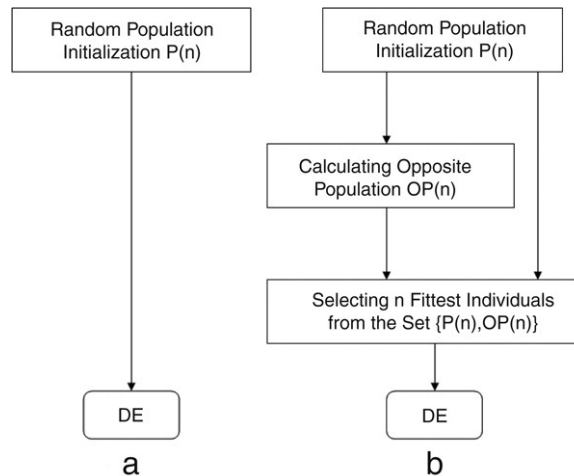 Random Population
Initialization P(n)
DE
a
Random Population
Initialization P(n)
Calculating Opposite
Population OP(n)
Selecting n Fittest Individuals
from the Set {P(n),OP(n)}
DE
b